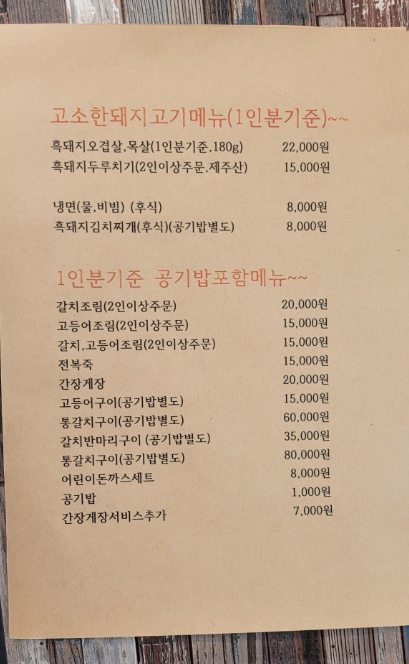 고소한돼지고기메뉴(1인분기준)~~
흑돼지오겹살,목살(1인분기준,180g) 22,000원
흑돼지두루치기(2인이상주문,제주산) 15,000원
냉면(물,비빔) (후식) 8,000원
흑돼지김치찌개(후식)(공기밥별도) 8,000원
1인분기준 공기밥포함메뉴~~
갈치조림(2인이상주문) 20,000원
고등어조림(2인이상주문) 15,000원
갈치,고등어조림(2인이상주문) 15,000원
전복죽 15,000원
간장게장 20,000원
고등어구이(공기밥별도) 15,000원
통갈치구이(공기밥별도) 60,000원
갈치반마리구이 (공기밥별도) 35,000원
통갈치구이(공기밥별도) 80,000원
어린이돈까스세트 8,000원
공기밥 1,000원
간장게장서비스추가 7,000원